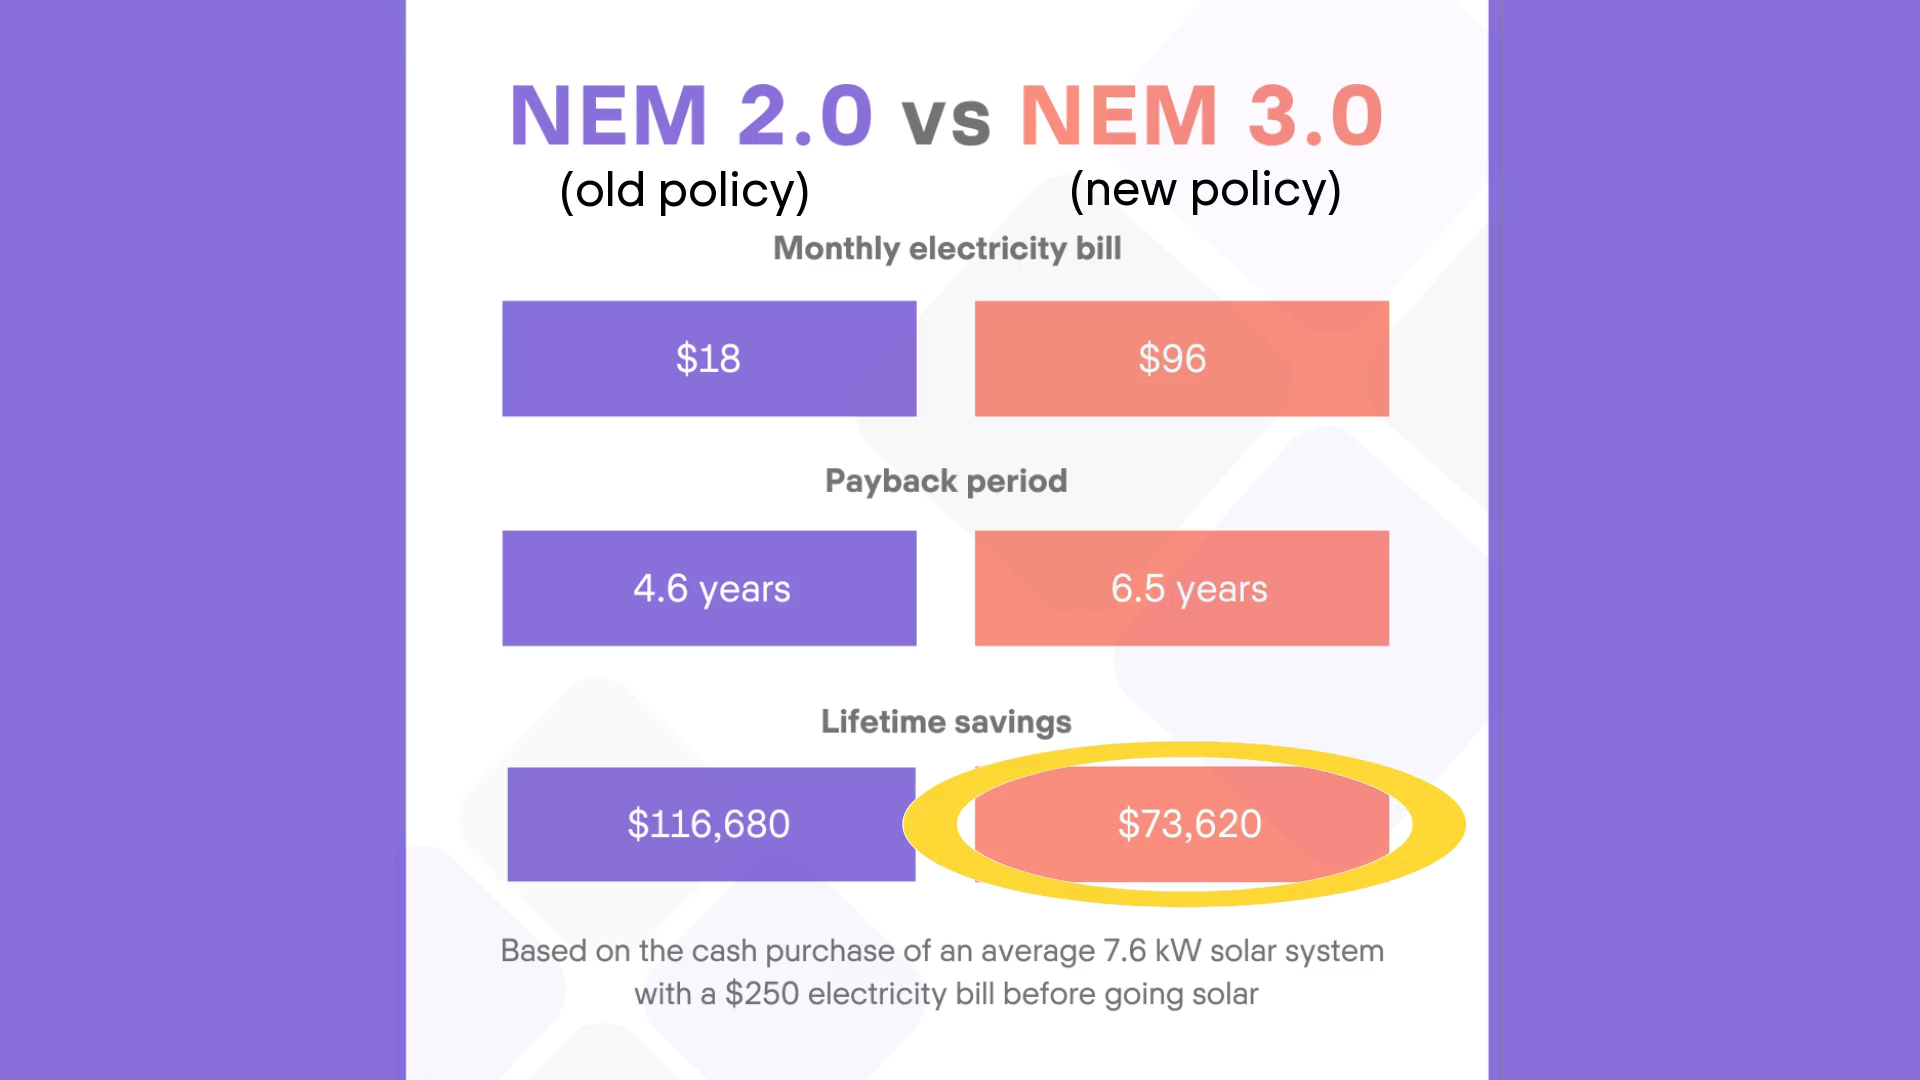 NEM 2.0 vs NEM 3.0
(old policy) (new policy)
Monthly electricity bill
$18 $96
Payback period
4.6 years 6.5 years
Lifetime savings
$116,680 $73,620
Based on the cash purchase of an average 7.6 kW solar system
with a $250 electricity bill before going solar